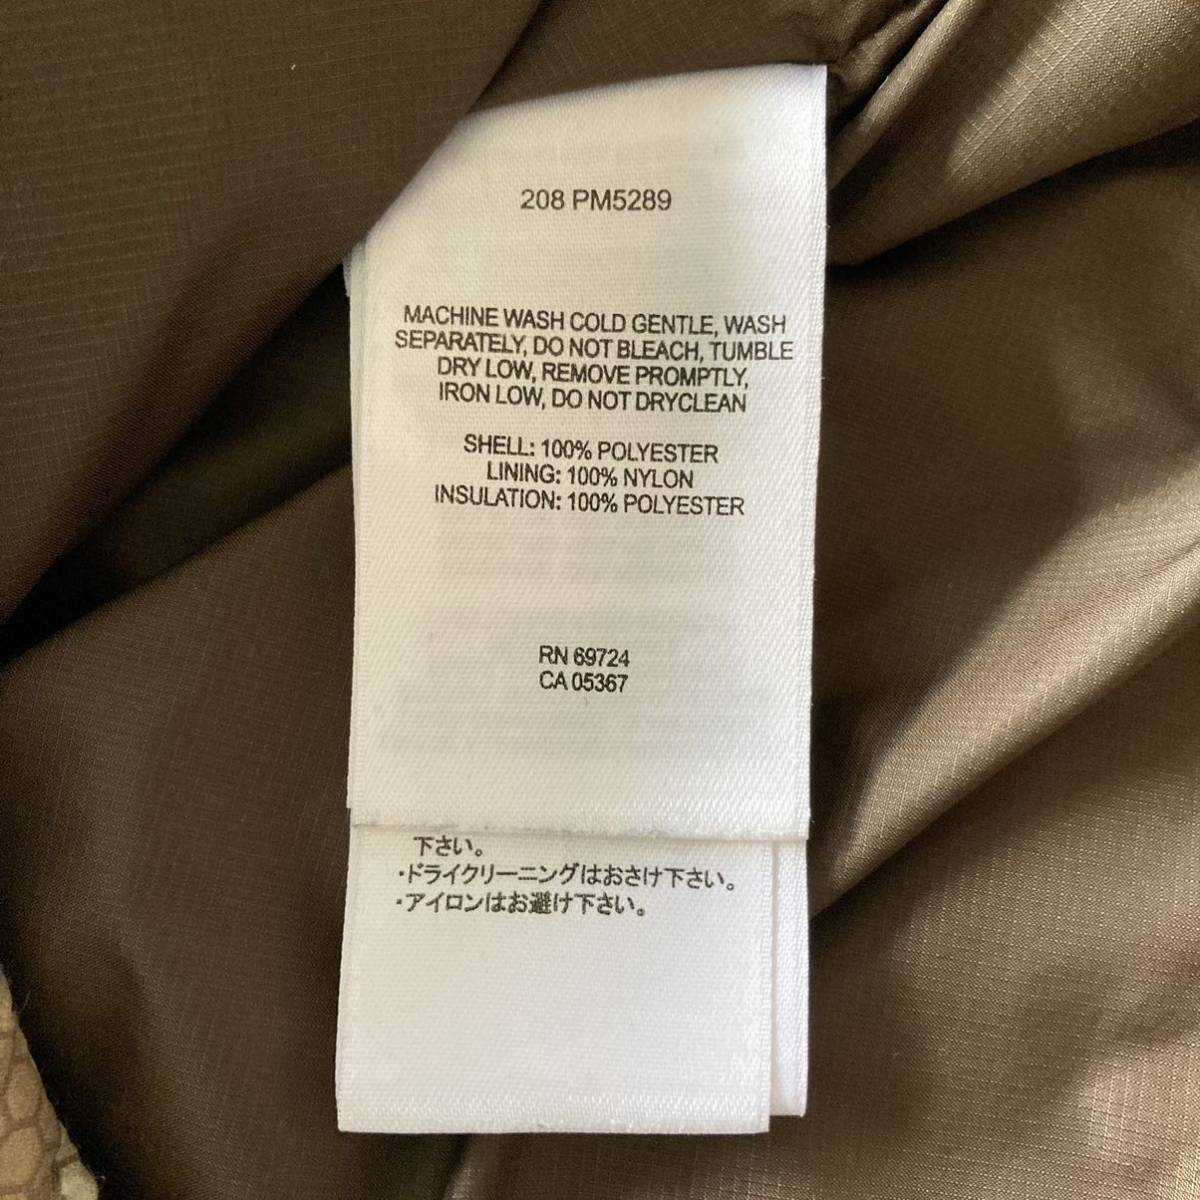 208 PM5289
MACHINE WASH COLD GENTLE, WASH
SEPARATELY, DO NOT BLEACH, TUMBLE
DRY LOW, REMOVE PROMPTLY,
IRON LOW, DO NOT DRYCLEAN
SHELL: 100% POLYESTER
LINING: 100% NYLON
INSULATION: 100% POLYESTER
RN 69724
CA 05367
下さい。
・ドライクリーニングはおさけ下さい。
・アイロンはお避け下さい。